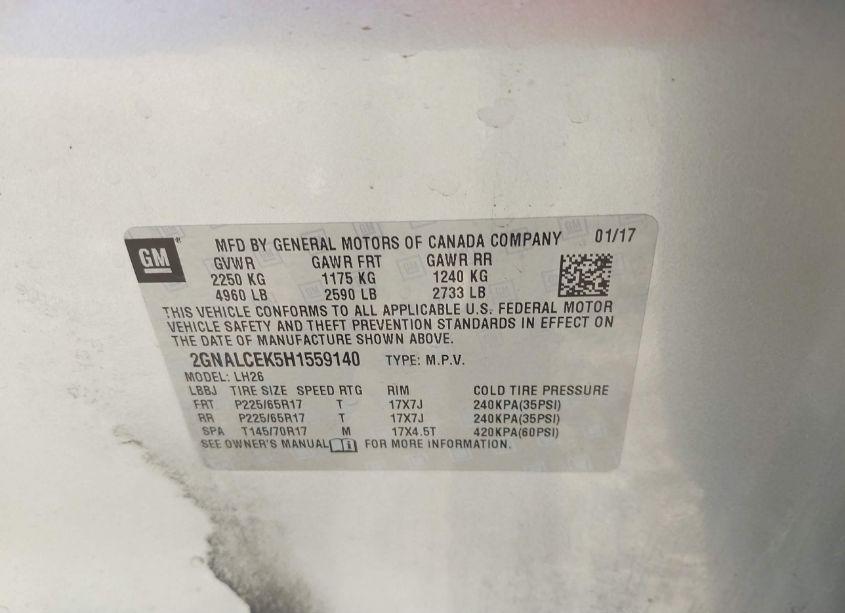 GM
MFD BY GENERAL MOTORS OF CANADA COMPANY 01/17
GVWR GAWR FRT GAWR RR
2250 KG 1175 KG 1240 KG
4960 LB 2590 LB 2733 LB
THIS VEHICLE CONFORMS TO ALL APPLICABLE U.S. FEDERAL MOTOR
VEHICLE SAFETY AND THEFT PREVENTION STANDARDS IN EFFECT ON
THE DATE OF MANUFACTURE SHOWN ABOVE.
2GNALCEK5H1559140 TYPE: M.P.V.
MODEL: LH26
LBBJ TIRE SIZE SPEED RTG RIM COLD TIRE PRESSURE
FRT P225/65R17 T 17X7J 240KPA(35PSI)
RR P225/65R17 T 17X7J 240KPA(35PSI)
SPA T145/70R17 M 17X4.5T 420KPA(60PSI)
SEE OWNER'S MANUAL FOR MORE INFORMATION.